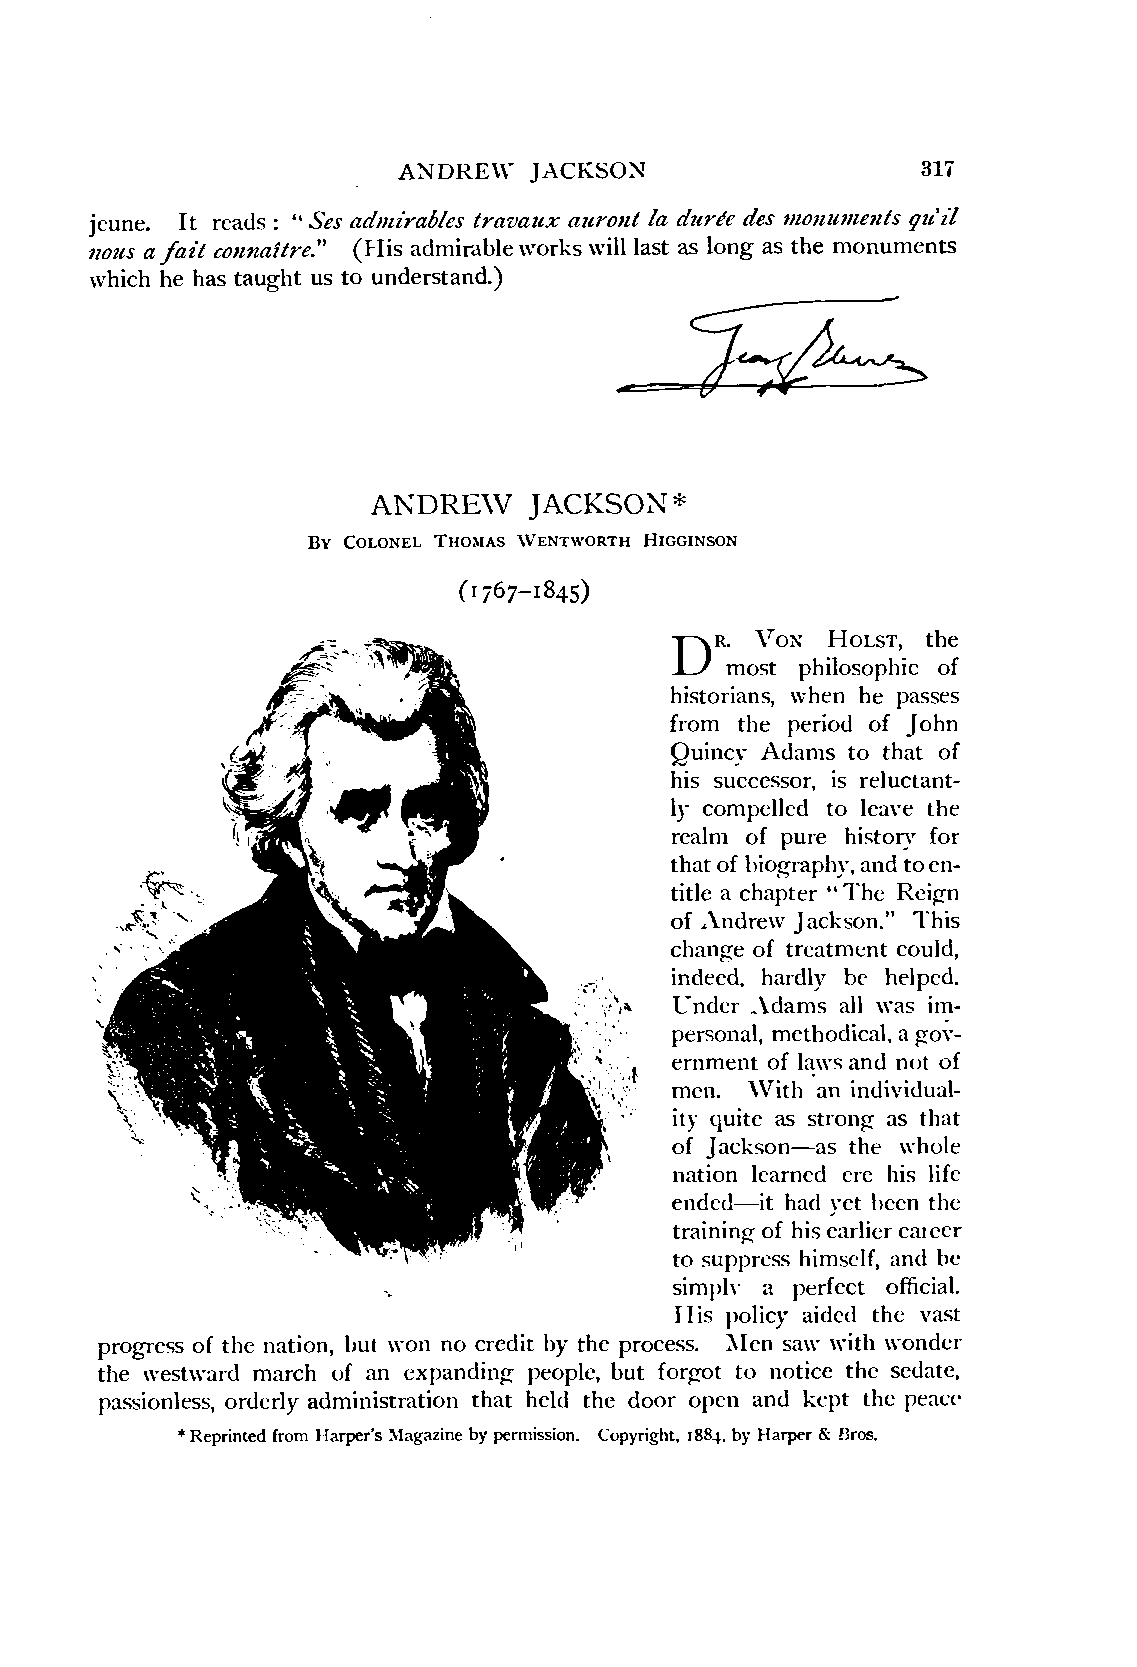 ANDREW JACKSON 317
jeune. It reads : “Ses admirables travaux auront la durée des monuments qu'il
nous a fait connaître.” (His admirable works will last as long as the monuments
which he has taught us to understand.)
ANDREW JACKSON*
BY COLONEL THOMAS WENTWORTH HIGGINSON
(1767–1845)
DR. VON HOLST, the
most philosophic of
historians, when he passes
from the period of John
Quincy Adams to that of
his successor, is reluctant-
ly compelled to leave the
realm of pure history for
that of biography, and to en-
title a chapter “The Reign
of Andrew Jackson.” This
change of treatment could,
indeed, hardly be helped.
Under Adams all was im-
personal, methodical, a gov-
ernment of laws and not of
men. With an individual-
ity quite as strong as that
of Jackson—as the whole
nation learned ere his life
ended—it had yet been the
training of his earlier career
to suppress himself, and be
simply a perfect official.
His policy aided the vast
progress of the nation, but won no credit by the process. Men saw with wonder
the westward march of an expanding people, but forgot to notice the sedate,
passionless, orderly administration that held the door open and kept the peace
* Reprinted from Harper's Magazine by permission. Copyright, 1884, by Harper & Bros.